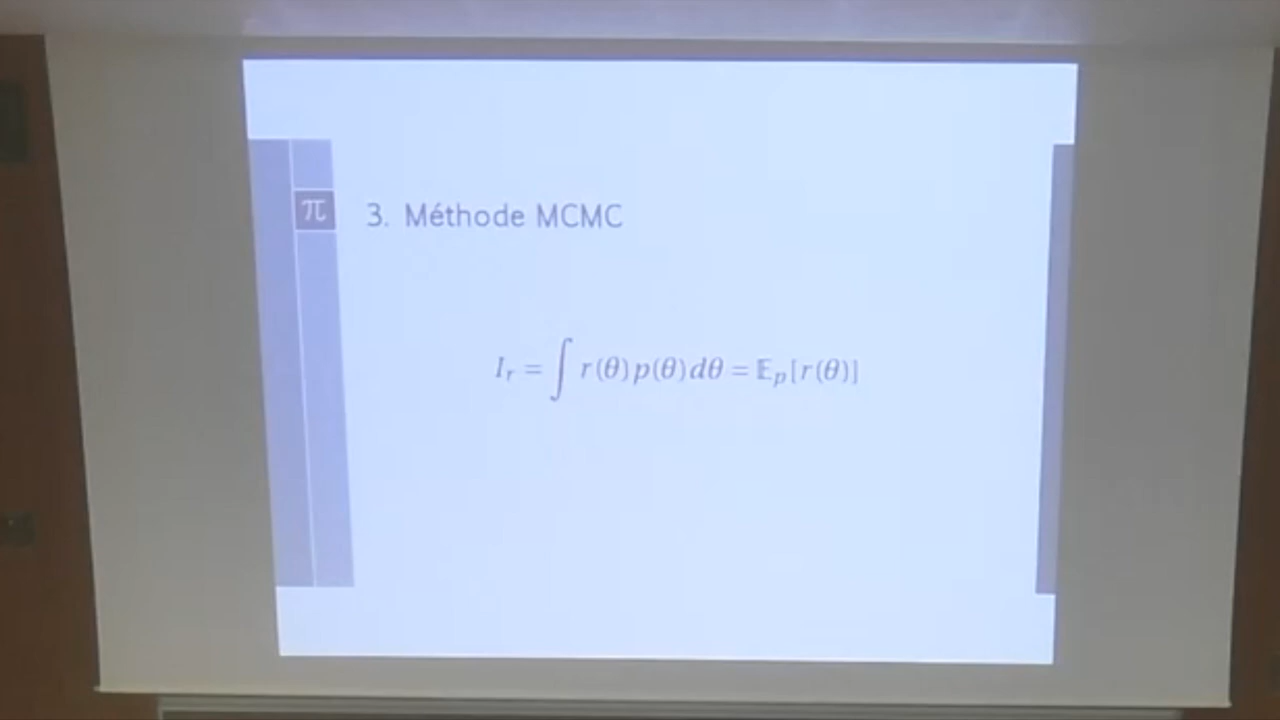 π
3. Méthode MCMC
I_r = ∫ r(θ)p(θ)dθ = 𝔼_p[r(θ)]